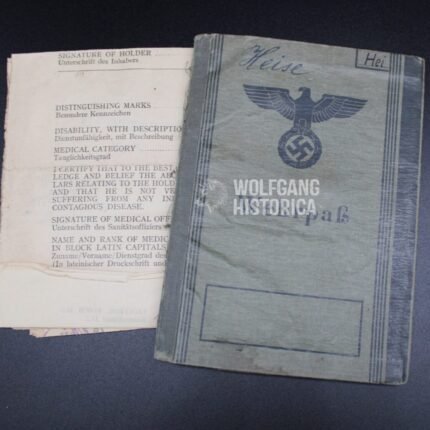 SIGNATURE OF HOLDER
Unterschrift des Inhabers
DISTINGUISHING MARKS
Besondere Kennzeichen
DISABILITY, WITH DESCRIPTION
Dienstunfähigkeit, mit Beschreibung
MEDICAL CATEGORY
Tauglichkeitsgrad
I CERTIFY THAT TO THE BEST
LEDGE AND BELIEF THE
LARS RELATING TO THE HOLD
AND THAT HE IS NOT VE
SUFFERING FROM ANY
CONTAGIOUS DISEASE.
SIGNATURE OF MEDICAL OFF
Unterschrift des Sanitätsoffiziers
NAME AND RANK OF MEDIC
IN BLOCK LATIN CAPITALS
Zuname/Vorname/Dienstgrad des
(In lateinischer Druckschrift und
Heise
Hei
WOLFGANG
HISTORICA